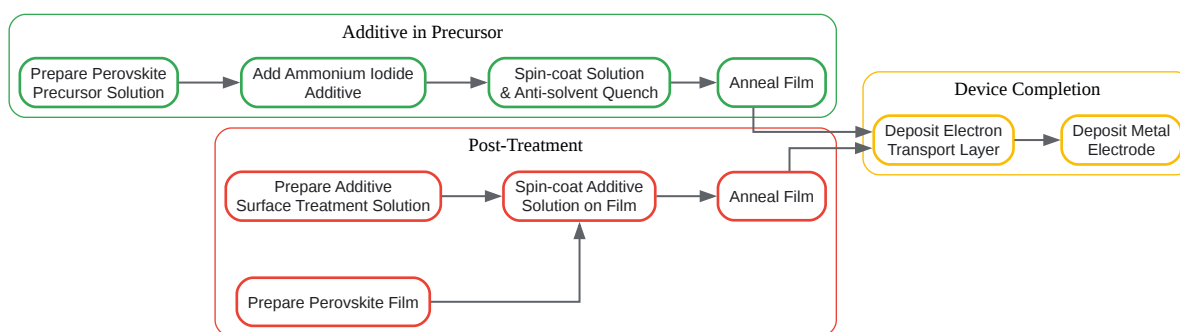 Additive in Precursor
Prepare Perovskite
Precursor Solution
Add Ammonium Iodide
Additive
Spin-coat Solution
& Anti-solvent Quench
Anneal Film
Post-Treatment
Prepare Additive
Surface Treatment Solution
Spin-coat Additive
Solution on Film
Anneal Film
Prepare Perovskite Film
Device Completion
Deposit Electron
Transport Layer
Deposit Metal
Electrode